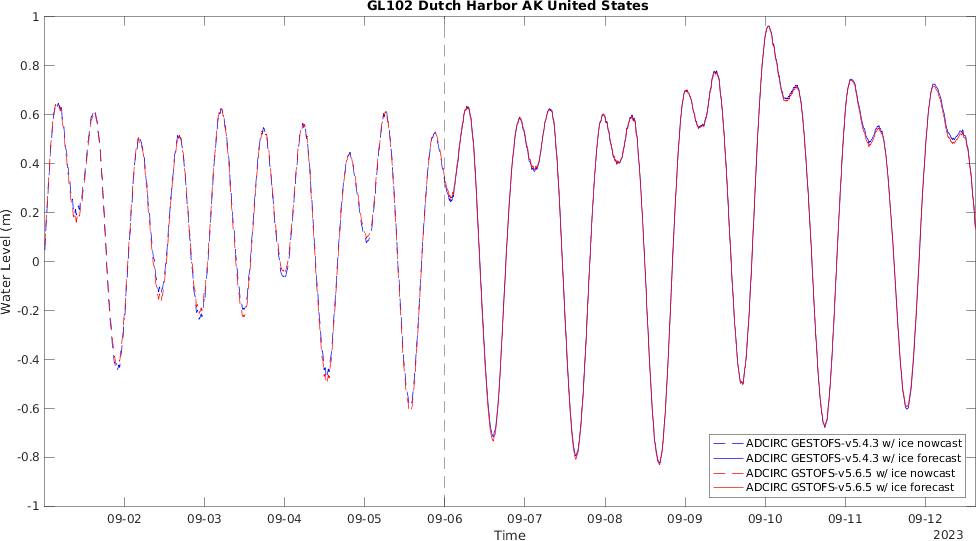 GL102 Dutch Harbor AK United States
1
0.8
0.6
0.4
0.2
0
-0.2
-0.4
-0.6
-0.8
-1
Water Level (m)
ADCIRC GESTOFS-v5.4.3 w/ ice nowcast
ADCIRC GESTOFS-v5.4.3 w/ ice forecast
ADCIRC GSTOFS-v5.6.5 w/ ice nowcast
ADCIRC GSTOFS-v5.6.5 w/ ice forecast
09-02 09-03 09-04 09-05 09-06 09-07 09-08 09-09 09-10 09-11 09-12
Time
2023